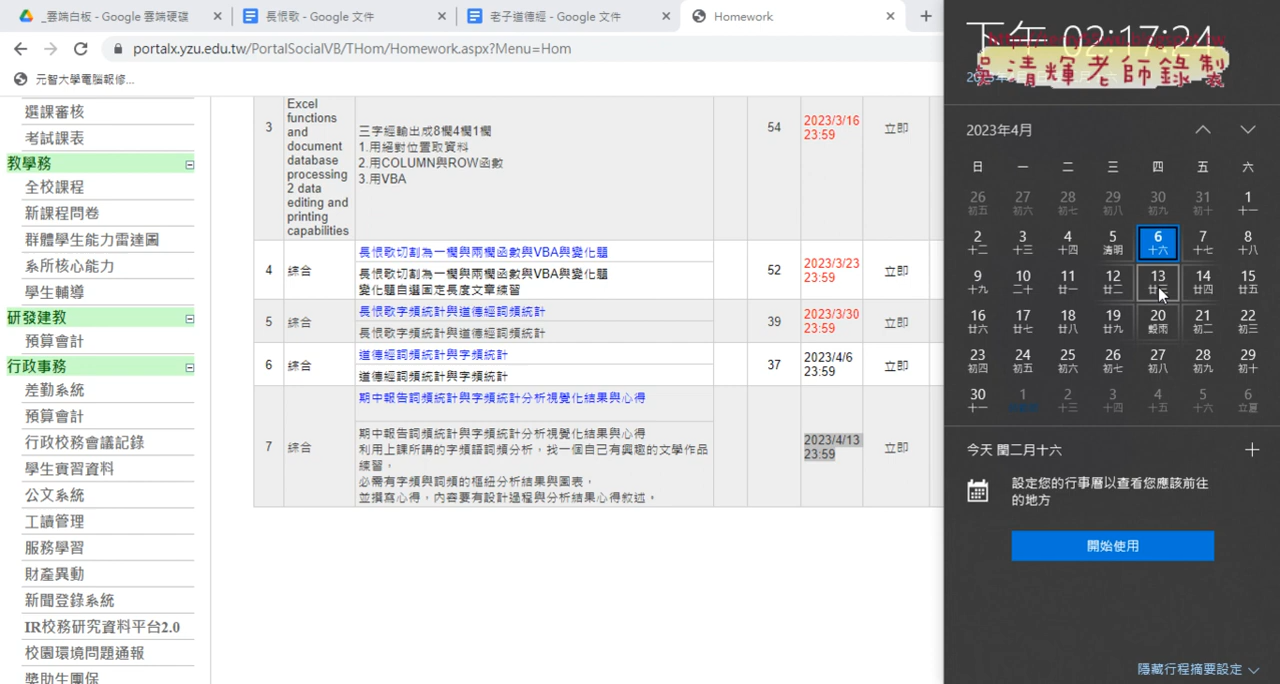 _雲端白板 - Google 雲端硬碟
長恨歌 - Google 文件
老子道德經 - Google 文件
Homework
portalx.yzu.edu.tw/PortalSocialVB/THom/Homework.aspx?Menu=Hom
元智大學電腦報修...
選課審核
考試課表
教學務
全校課程
新課程問卷
群體學生能力雷達圖
系所核心能力
學生輔導
研發建教
預算會計
行政事務
差勤系統
預算會計
行政校務會議記錄
學生實習資料
公文系統
工讀管理
服務學習
財產異動
新聞登錄系統
IR校務研究資料平台2.0
校園環境問題通報
獎助生團保
3
Excel
functions
and
document
database
processing
2 data
editing and
printing
capabilities
三字經輸出成8欄4欄1欄
1.用絕對位置取資料
2.用COLUMN與ROW函數
3.用VBA
54
2023/3/16
23:59
立即
4
綜合
長恨歌切割為一欄與兩欄函數與VBA與變化題
長恨歌切割為一欄與兩欄函數與VBA與變化題
變化題自選固定長度文章練習
52
2023/3/23
23:59
立即
5
綜合
長恨歌字頻統計與道德經詞頻統計
長恨歌字頻統計與道德經詞頻統計
39
2023/3/30
23:59
立即
6
綜合
道德經詞頻統計與字頻統計
道德經詞頻統計與字頻統計
37
2023/4/6
23:59
立即
7
綜合
期中報告詞頻統計與字頻統計分析視覺化結果與心得
期中報告詞頻統計與字頻統計分析視覺化結果與心得
利用上課所講的字頻語詞頻分析，找一個自己有興趣的文學作品
練習，
必需有字頻與詞頻的樞紐分析結果與圖表，
並撰寫心得，內容要有設計過程與分析結果心得敘述。
2023/4/13
23:59
立即
下午 02:17:24
吳清輝老師錄製
2023年4月
日 一 二 三 四 五 六
26 27 28 29 30 31 1
初五 初六 初七 初八 初九 初十 十一
2 3 4 5 6 7 8
十二 十三 十四 清明 十六 十七 十八
9 10 11 12 13 14 15
十九 二十 廿一 廿二 廿三 廿四 廿五
16 17 18 19 20 21 22
廿六 廿七 廿八 廿九 穀雨 初二 初三
23 24 25 26 27 28 29
初四 初五 初六 初七 初八 初九 初十
30 1 2 3 4 5 6
十一 十三 十四 十五 十六 立夏
今天 閏二月十六
設定您的行事曆以查看您應該前往
的地方
開始使用
隱藏行程摘要設定